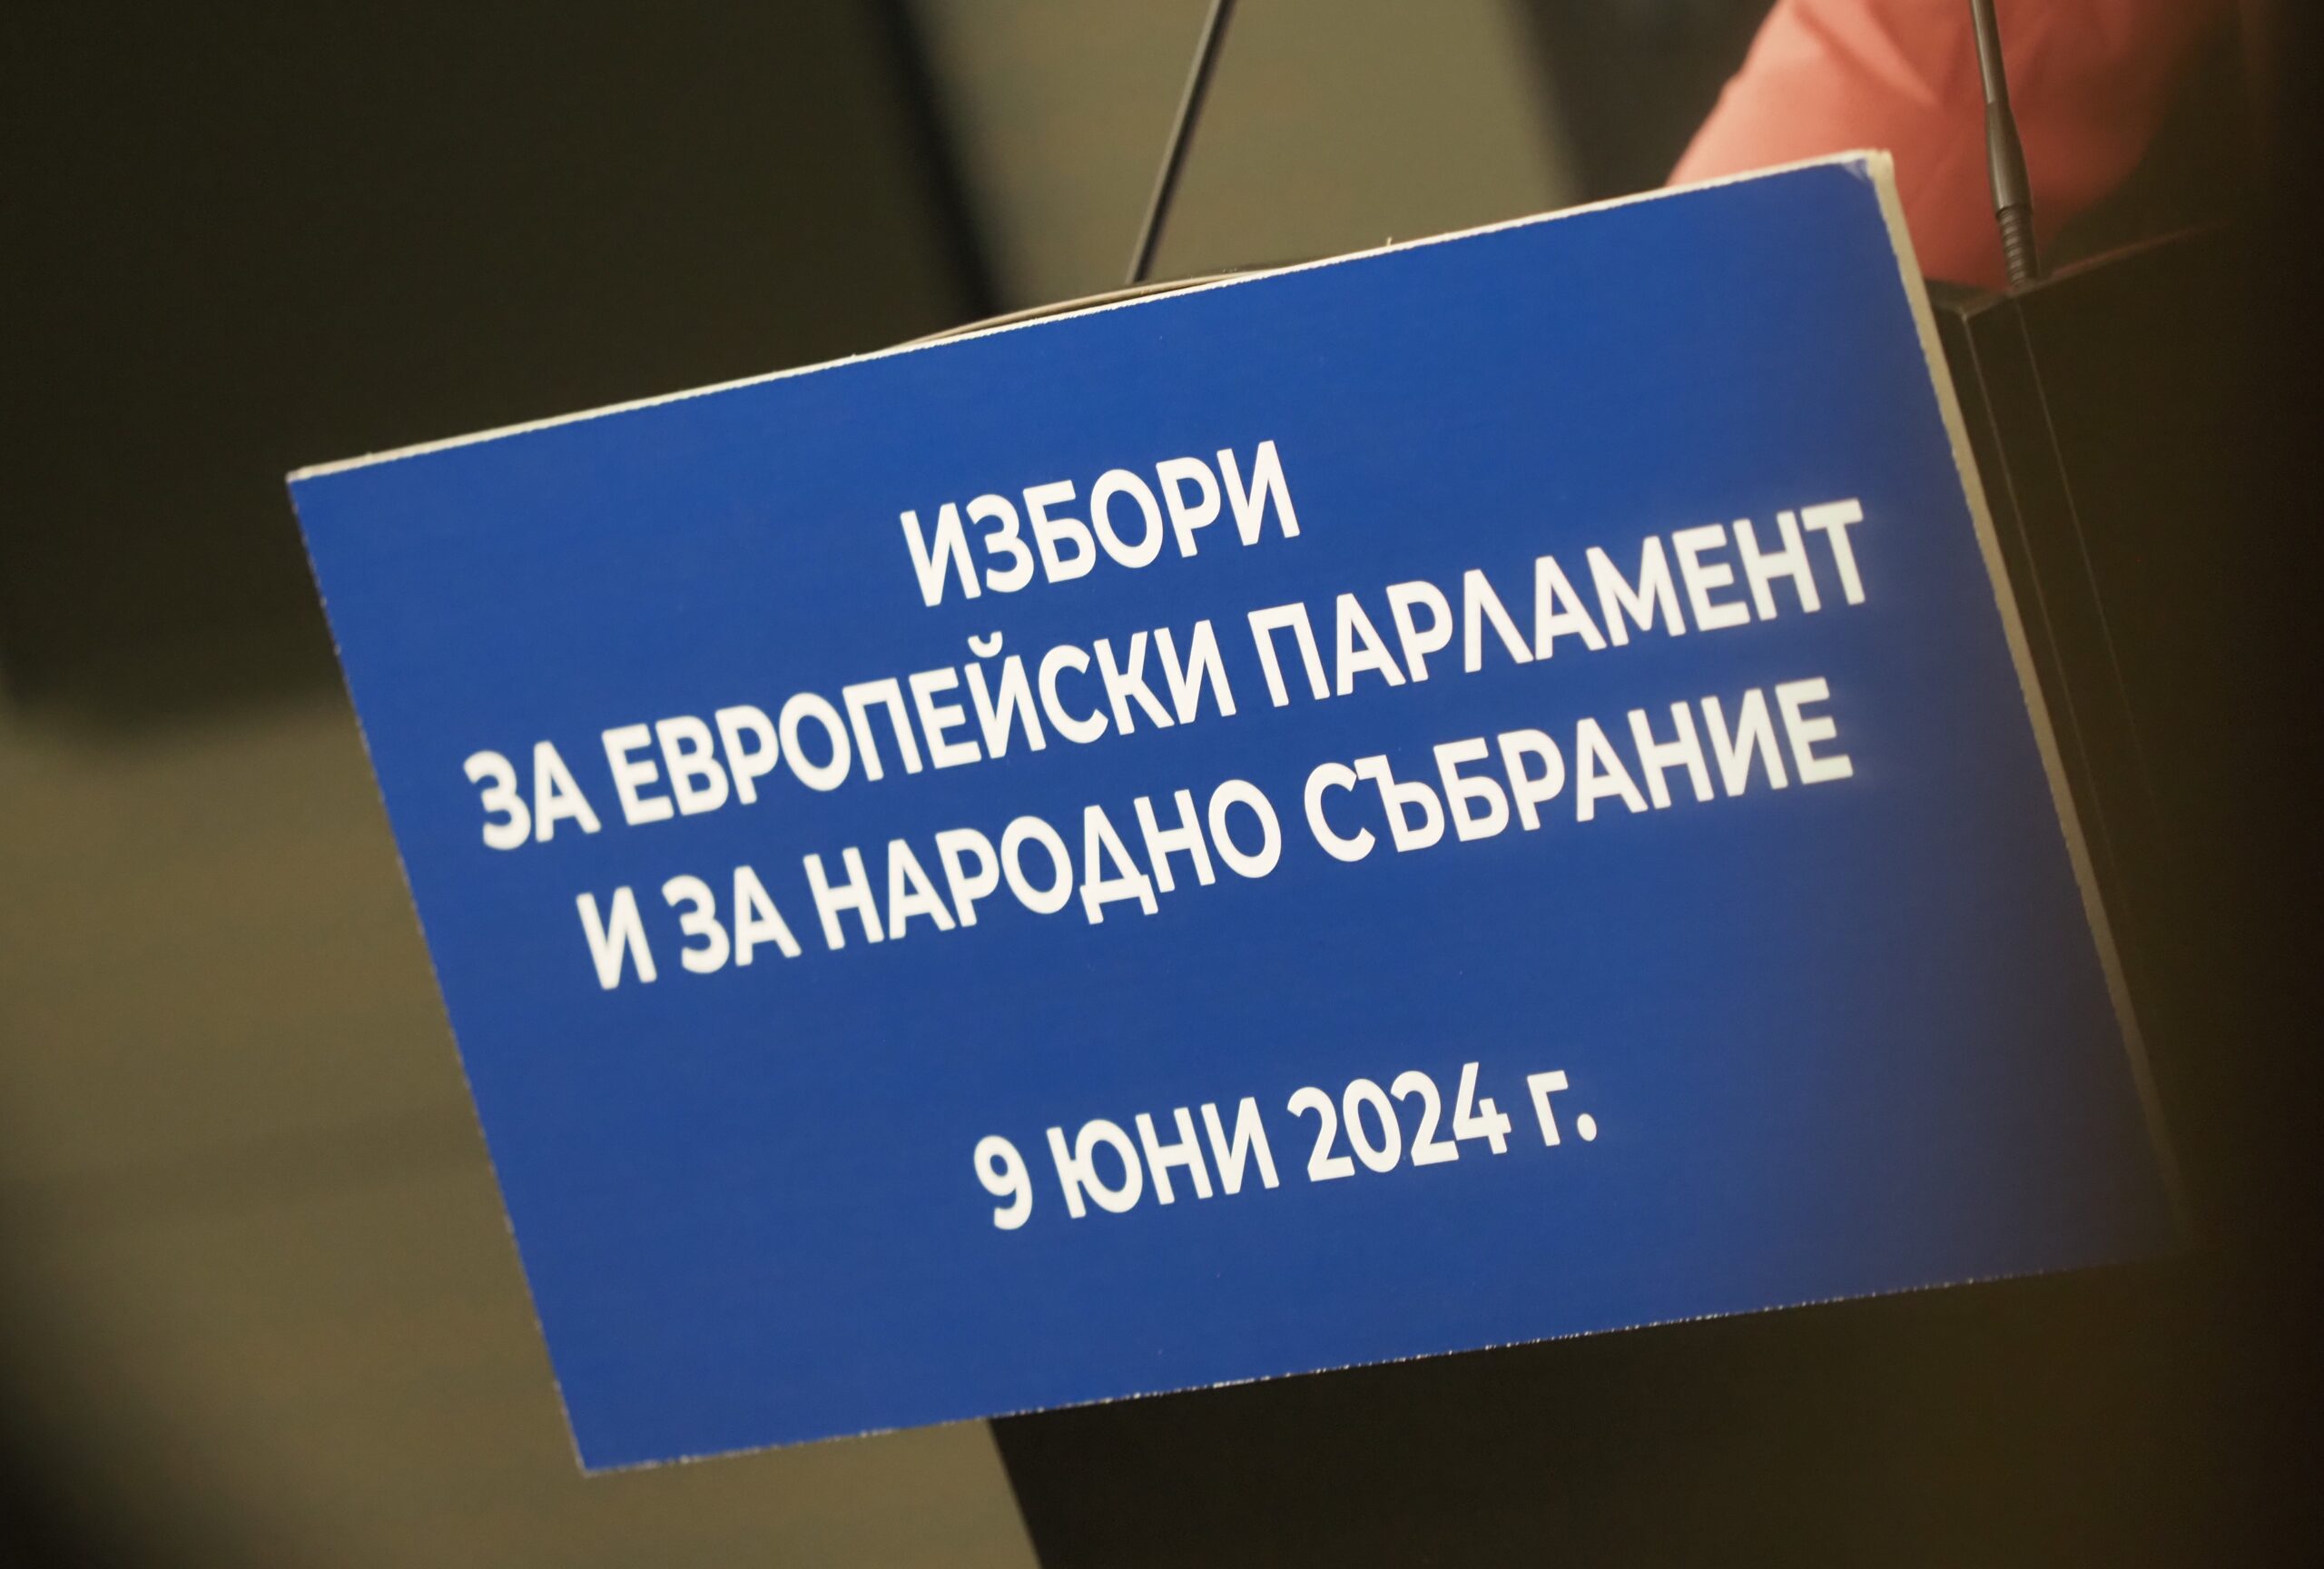 ИЗБОРИ
ЗА ЕВРОПЕЙСКИ ПАРЛАМЕНТ
И ЗА НАРОДНО СЪБРАНИЕ
9 ЮНИ 2024 г.